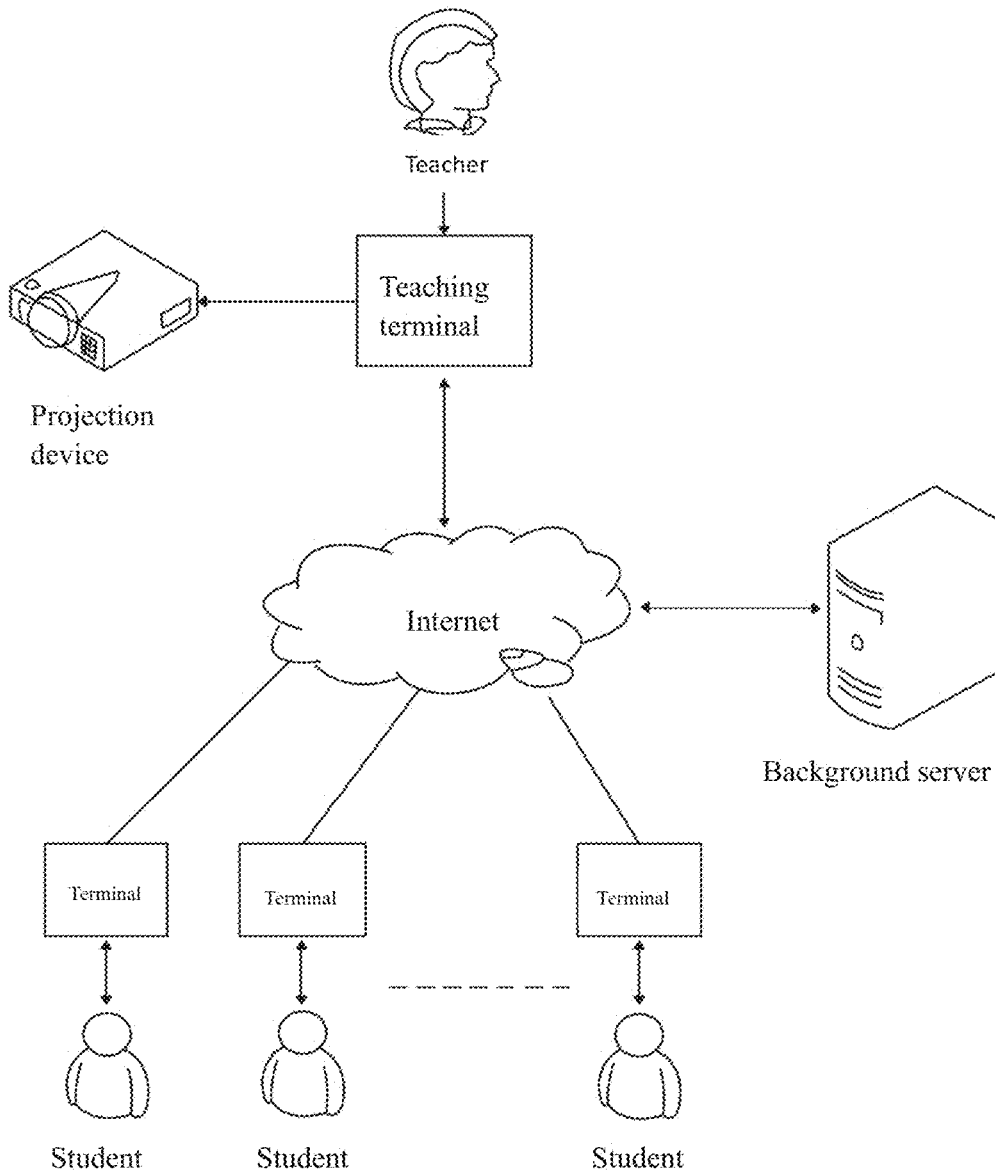 Teacher
Teaching
terminal
Projection
device
Internet
Background server
Terminal
Terminal
Terminal
Student
Student
Student